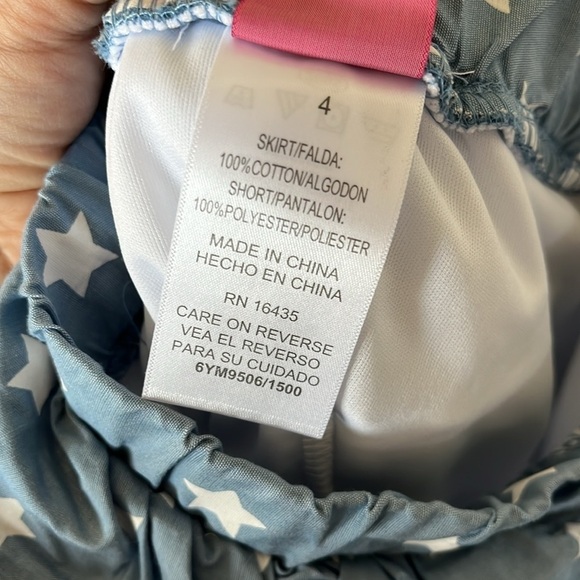 4
SKIRT/FALDA:
100%COTTON/ALGODON
SHORT/PANTALON:
100%POLYESTER/POLIESTER
MADE IN CHINA
HECHO EN CHINA
RN 16435
CARE ON REVERSE
VEA EL REVERSO
PARA SU CUIDADO
6YM9506/1500